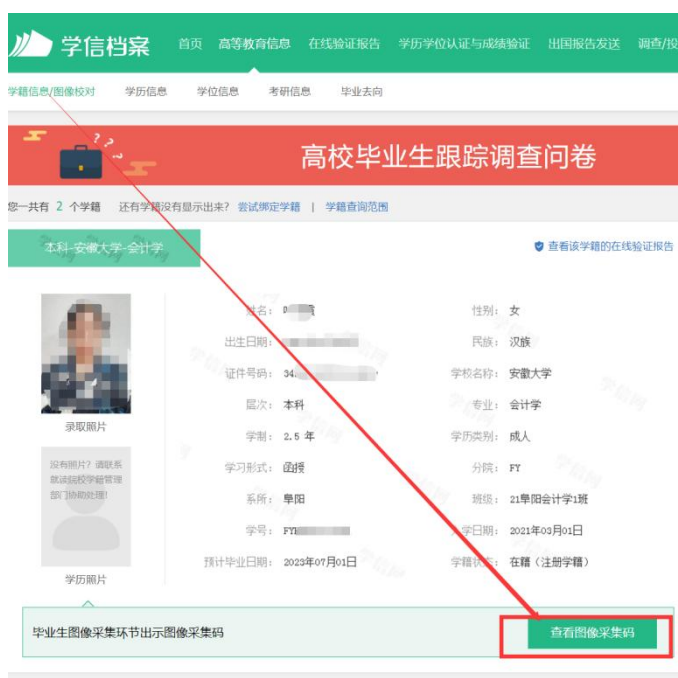 学信档案 首页 高等教育信息 在线验证报告 学历学位认证与成绩验证 出国报告发送 调查/投
学籍信息/图像校对 学历信息 学位信息 考研信息 毕业去向
? ? ?
高校毕业生跟踪调查问卷
您一共有 2 个学籍 还有学籍没有显示出来? 尝试绑定学籍 | 学籍查询范围
本科-安徽大学-会计学 查看该学籍的在线验证报告
姓名: 性别: 女
出生日期: 民族: 汉族
证件号码: 34 学校名称: 安徽大学
层次: 本科 专业: 会计学
录取照片
学制: 2.5 年 学历类别: 成人
没有照片? 请联系
就读院校学籍管理
部门协助处理!
学习形式: 函授 分院: FY
系所: 阜阳 班级: 21阜阳会计学1班
学号: FY 入学日期: 2021年03月01日
预计毕业日期: 2023年07月01日 学籍状态: 在籍(注册学籍)
学历照片
毕业生图像采集环节出示图像采集码 查看图像采集码
学信网